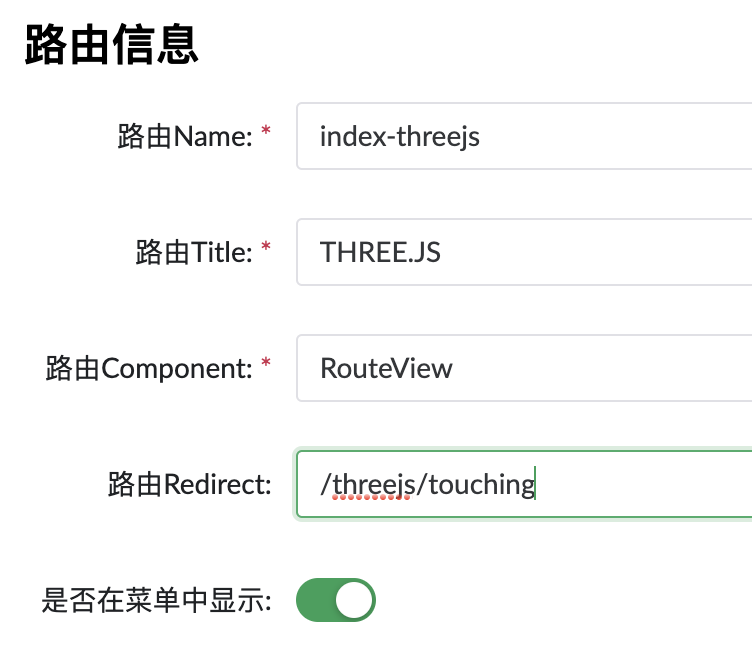 路由信息
路由Name: * index-threejs
路由Title: * THREE.JS
路由Component: * RouteView
路由Redirect: /threejs/touching
是否在菜单中显示: